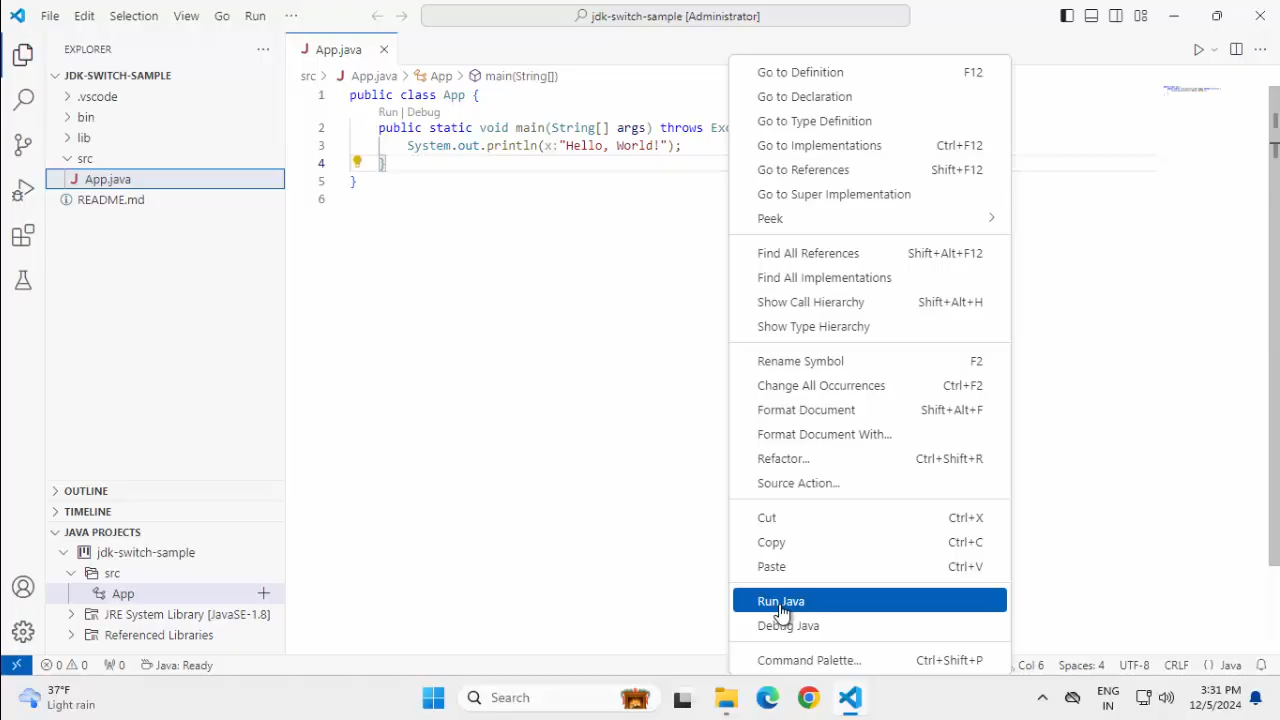 File Edit Selection View Go Run ··· jdk-switch-sample [Administrator]
EXPLORER ···
JDK-SWITCH-SAMPLE
.vscode
bin
lib
src
J App.java
README.md
OUTLINE
TIMELINE
JAVA PROJECTS
jdk-switch-sample
src
App
JRE System Library [JavaSE-1.8]
Referenced Libraries
J App.java
src > J App.java > App > main(String[])
1 public class App {
Run | Debug
2 public static void main(String[] args) throws
3 System.out.println(x:"Hello, World!");
4 }
5 }
6
Go to Definition F12
Go to Declaration
Go to Type Definition
Go to Implementations Ctrl+F12
Go to References Shift+F12
Go to Super Implementation
Peek
Find All References Shift+Alt+F12
Find All Implementations
Show Call Hierarchy Shift+Alt+H
Show Type Hierarchy
Rename Symbol F2
Change All Occurrences Ctrl+F2
Format Document Shift+Alt+F
Format Document With...
Refactor... Ctrl+Shift+R
Source Action...
Cut Ctrl+X
Copy Ctrl+C
Paste Ctrl+V
Run Java
Debug Java
Command Palette... Ctrl+Shift+P
0 0 0 Java: Ready Col 6 Spaces: 4 UTF-8 CRLF {} Java
37°F
Light rain
Search
ENG
IN
3:31 PM
12/5/2024